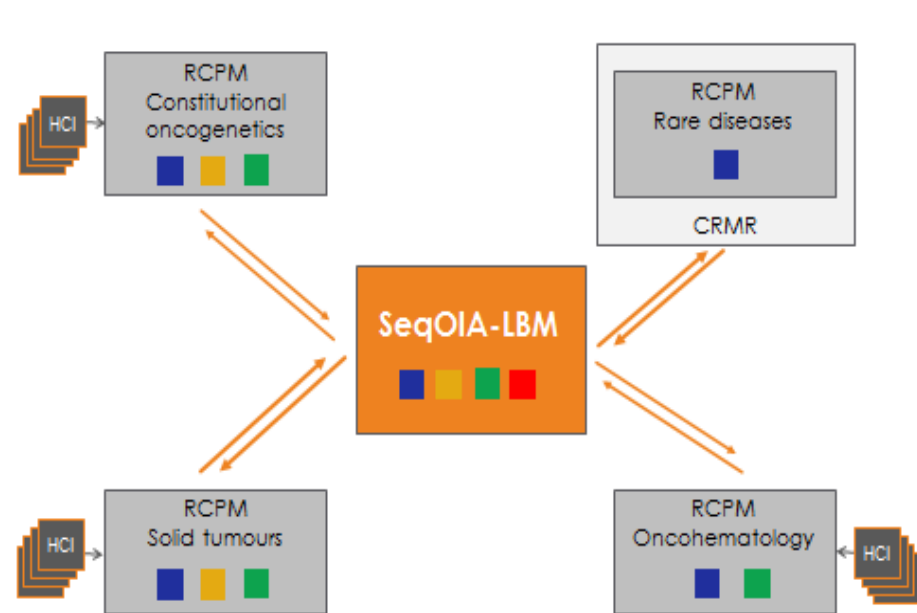 RCPM
Constitutional
oncogenetics
HCI
RCPM
Rare diseases
CRMR
SeqOIA-LBM
RCPM
Solid tumours
HCI
RCPM
Oncohematology
HCI